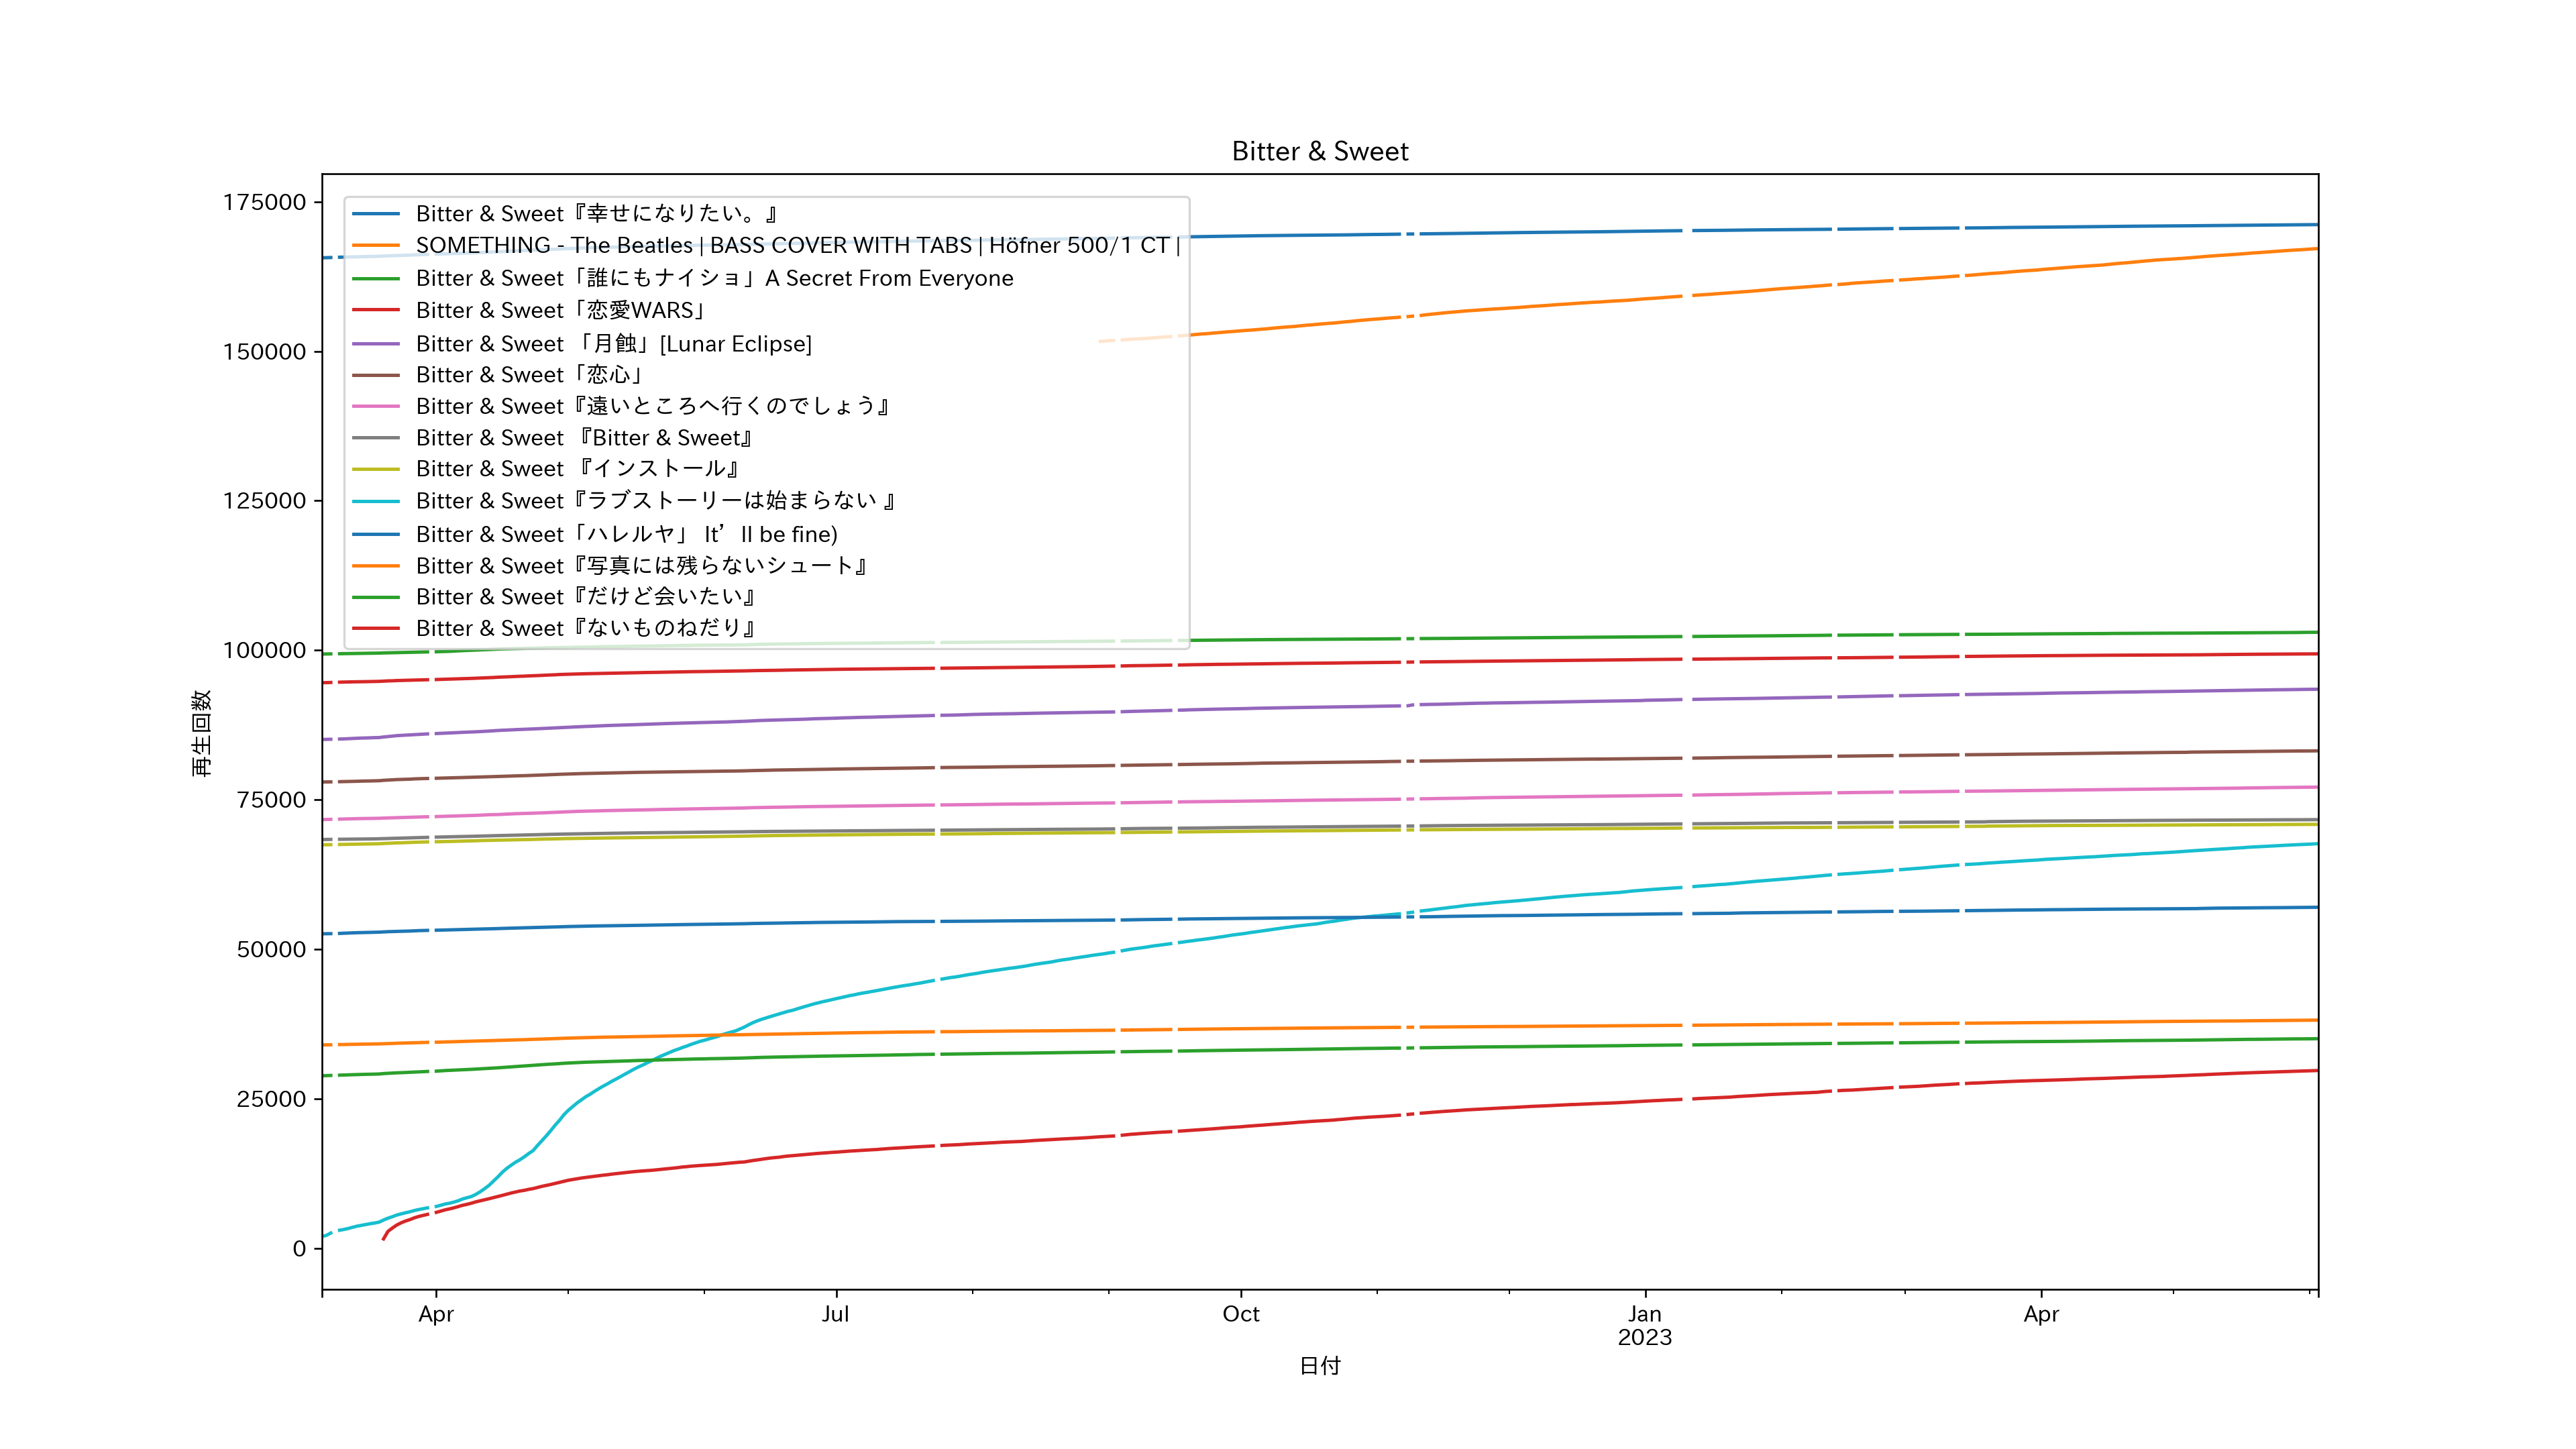 Bitter & Sweet
175000
150000
125000
100000
75000
50000
25000
0
再生回数
Bitter & Sweet『幸せになりたい。』
SOMETHING - The Beatles | BASS COVER WITH TABS | Höfner 500/1 CT |
Bitter & Sweet「誰にもナイショ」A Secret From Everyone
Bitter & Sweet「恋愛WARS」
Bitter & Sweet 「月蝕」[Lunar Eclipse]
Bitter & Sweet「恋心」
Bitter & Sweet『遠いところへ行くのでしょう』
Bitter & Sweet 『Bitter & Sweet』
Bitter & Sweet 『インストール』
Bitter & Sweet『ラブストーリーは始まらない 』
Bitter & Sweet「ハレルヤ」 It’ll be fine)
Bitter & Sweet『写真には残らないシュート』
Bitter & Sweet『だけど会いたい』
Bitter & Sweet『ないものねだり』
Apr Jul Oct Jan Apr
2023
日付